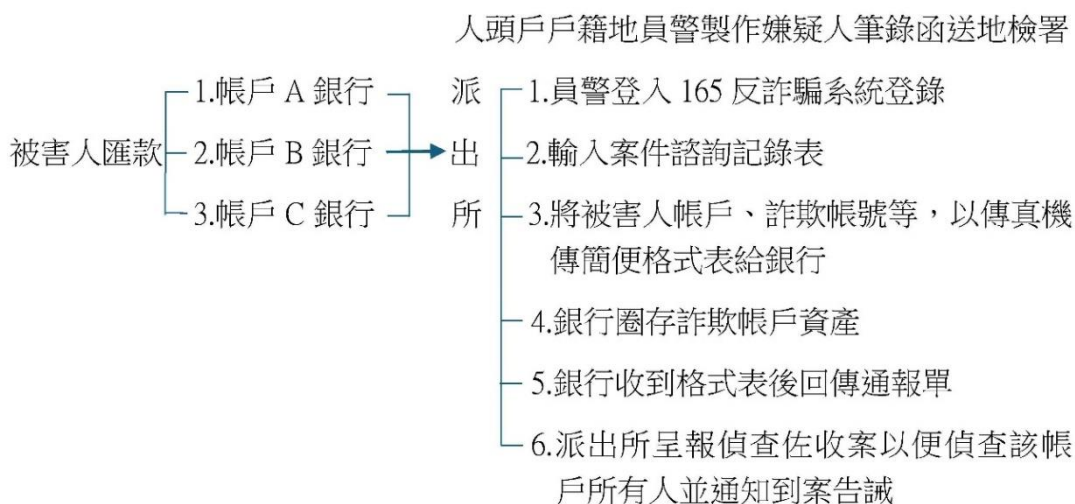 人頭戶戶籍地員警製作嫌疑人筆錄函送地檢署
被害人匯款
1.帳戶 A 銀行
2.帳戶 B 銀行
3.帳戶 C 銀行
派
出
所
1.員警登入 165 反詐騙系統登錄
2.輸入案件諮詢記錄表
3.將被害人帳戶、詐欺帳號等，以傳真機
傳簡便格式表給銀行
4.銀行圈存詐欺帳戶資產
5.銀行收到格式表後回傳通報單
6.派出所呈報偵查佐收案以便偵查該帳
戶所有人並通知到案告誡